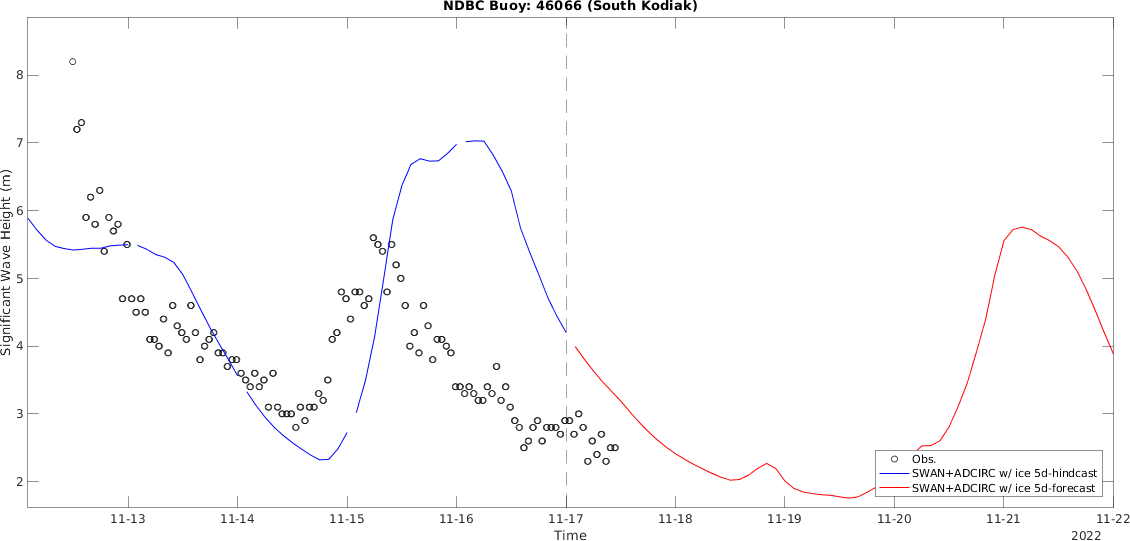 NDBC Buoy: 46066 (South Kodiak)
Significant Wave Height (m)
8
7
6
5
4
3
2
Obs.
SWAN+ADCIRC w/ ice 5d-hindcast
SWAN+ADCIRC w/ ice 5d-forecast
11-13 11-14 11-15 11-16 11-17 11-18 11-19 11-20 11-21 11-22
Time
2022